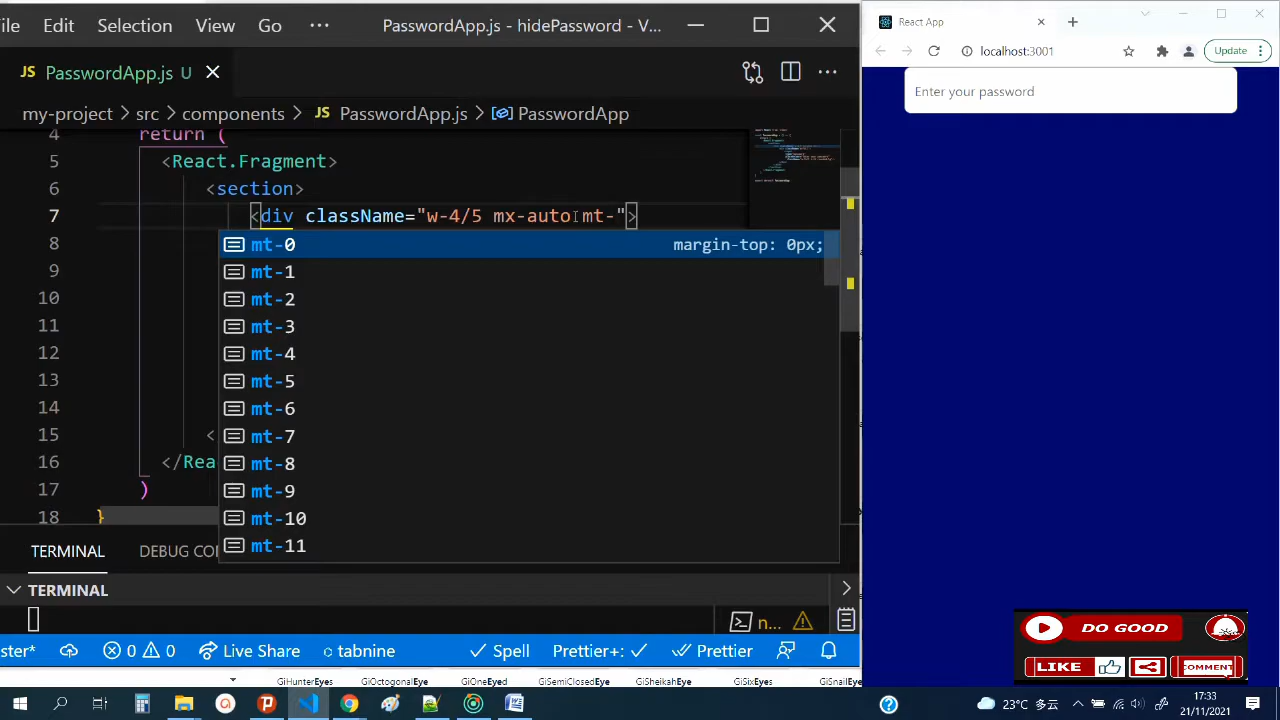 File Edit Selection View Go ··· PasswordApp.js - hidePassword - V...
JS PasswordApp.js U
my-project > src > components > JS PasswordApp.js > PasswordApp
4 return (
5 <React.Fragment>
6 <section>
7 <div className="w-4/5 mx-auto mt-">
8 mt-0 margin-top: 0px;
9 mt-1
10 mt-2
11 mt-3
12 mt-4
13 mt-5
14 mt-6
15 < mt-7
16 </Rea mt-8
17 ) mt-9
18 } mt-10
mt-11
TERMINAL DEBUG CO
TERMINAL
n...
ster* 0 0 Live Share tabnine Spell Prettier+: Prettier
GiHunterEyes GiSemiClosedEye GiSheikahEye GiSixEyes GiSnailEye
React App
localhost:3001 Update
Enter your password
DO GOOD
LIKE COMMENT
23°C 多云
17:33
21/11/2021